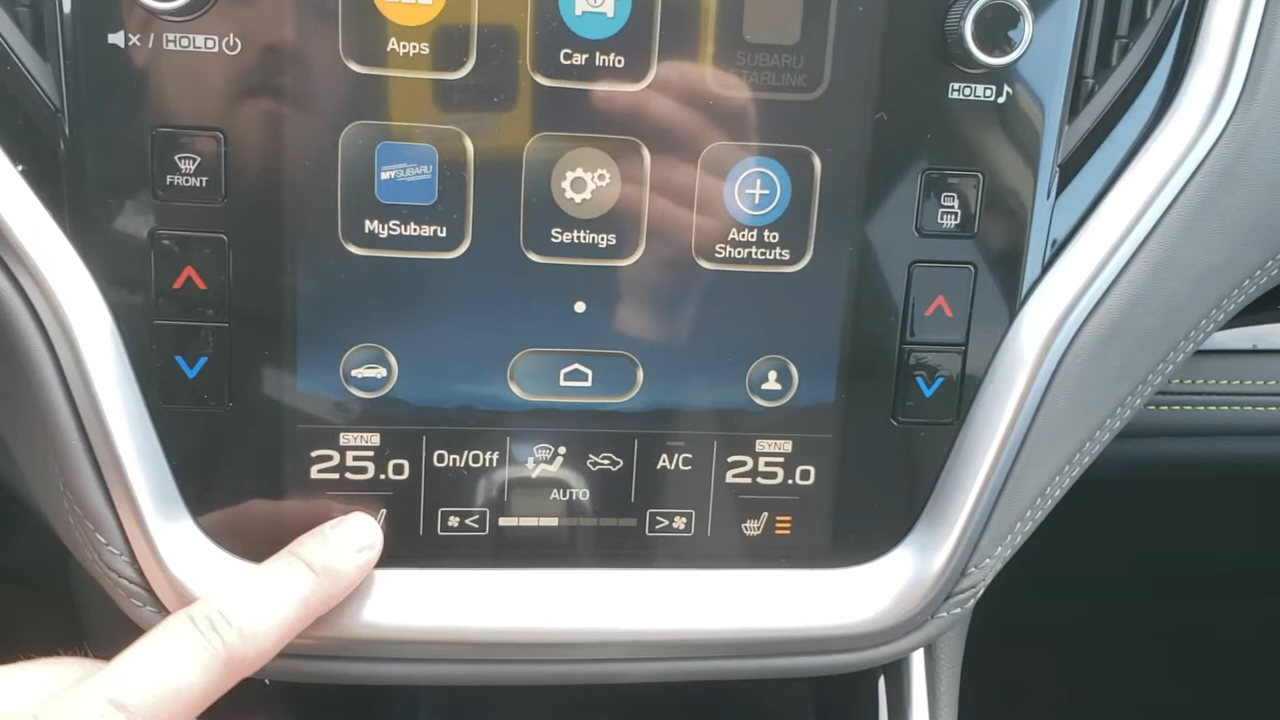 Apps
Car Info
SUBARU
STARLINK
/ HOLD
HOLD
FRONT
MYSUBARU
MySubaru
Settings
Add to
Shortcuts
SYNC
25.0
On/Off
AUTO
A/C
SYNC
25.0
<
>